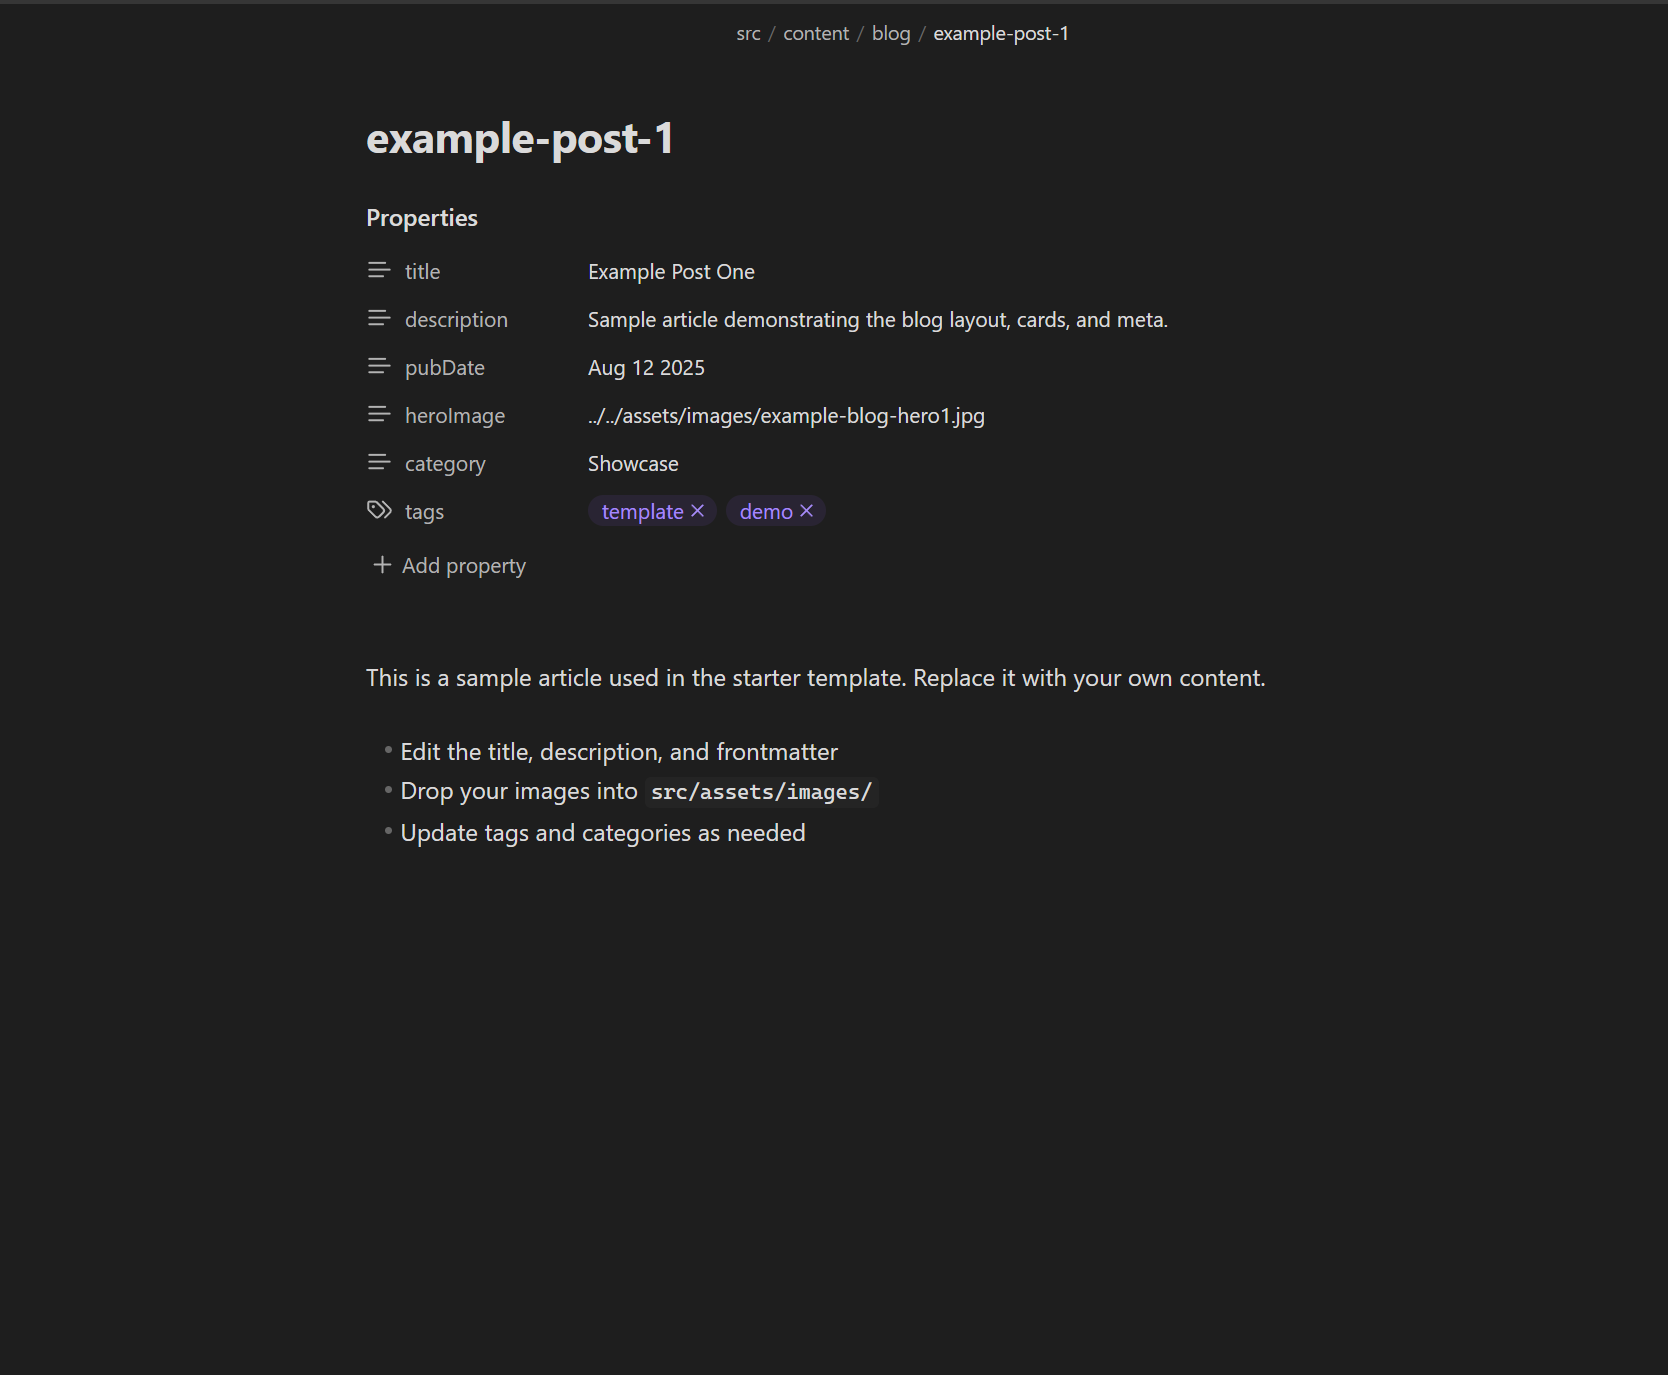 src / content / blog / example-post-1
example-post-1
Properties
title Example Post One
description Sample article demonstrating the blog layout, cards, and meta.
pubDate Aug 12 2025
heroImage ../../assets/images/example-blog-hero1.jpg
category Showcase
tags template × demo ×
+ Add property
This is a sample article used in the starter template. Replace it with your own content.
• Edit the title, description, and frontmatter
• Drop your images into src/assets/images/
• Update tags and categories as needed